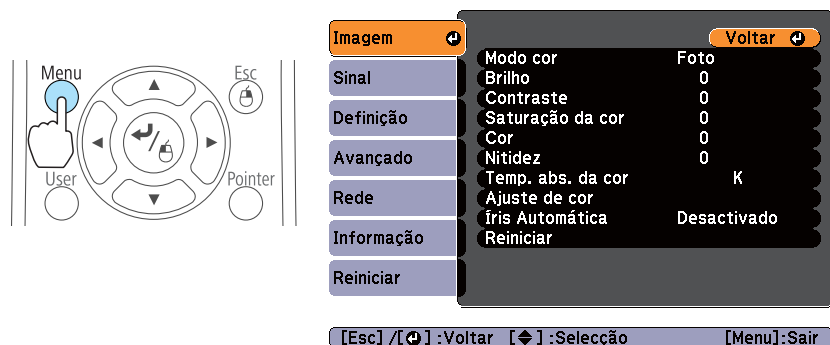 Menu
Esc
User
Pointer
Imagem
Sinal
Definição
Avançado
Rede
Informação
Reiniciar
Voltar
Modo cor Foto
Brilho 0
Contraste 0
Saturação da cor 0
Cor 0
Nitidez 0
Temp. abs. da cor K
Ajuste de cor
Íris Automática Desactivado
Reiniciar
[Esc] /[ ] :Voltar [ ] :Selecção [Menu]:Sair